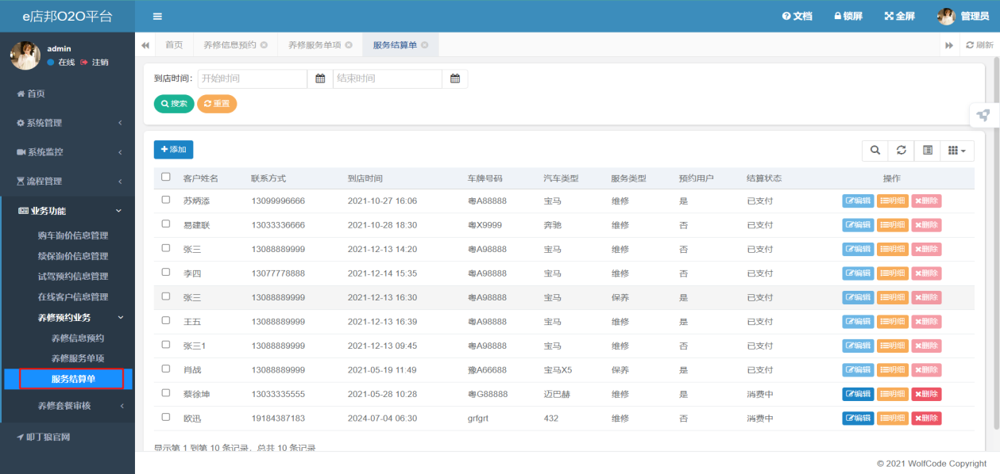 e店邦O2O平台
文档 锁屏 全屏 管理员
admin
在线 注销
首页 养修信息预约 养修服务单项 服务结算单 刷新
首页
系统管理
系统监控
流程管理
业务功能
购车询价信息管理
续保询价信息管理
试驾预约信息管理
在线客户信息管理
养修预约业务
养修信息预约
养修服务单项
服务结算单
养修套餐审核
叩丁狼官网
到店时间： 开始时间 结束时间
搜索 重置
添加
客户姓名 联系方式 到店时间 车牌号码 汽车类型 服务类型 预约用户 结算状态 操作
苏炳添 13099996666 2021-10-27 16:06 粤A88888 宝马 维修 是 已支付 编辑 明细 删除
易建联 13033336666 2021-10-28 18:30 粤X9999 奔驰 维修 否 已支付 编辑 明细 删除
张三 13088889999 2021-12-13 14:20 粤A98888 宝马 维修 否 已支付 编辑 明细 删除
李四 13077778888 2021-12-14 15:35 粤A98888 宝马 维修 否 已支付 编辑 明细 删除
张三 13088889999 2021-12-13 16:30 粤A98888 宝马 保养 是 已支付 编辑 明细 删除
王五 13088889999 2021-12-13 16:39 粤A98888 宝马 维修 是 已支付 编辑 明细 删除
张三1 13088889999 2021-12-13 09:45 粤A98888 宝马 维修 否 已支付 编辑 明细 删除
肖战 13088889999 2021-05-19 11:49 豫A66688 宝马X5 保养 是 已支付 编辑 明细 删除
蔡徐坤 13033335555 2021-05-28 10:28 粤G88888 迈巴赫 维修 是 消费中 编辑 明细 删除
欧迅 19184387183 2024-07-04 06:30 grfgrt 432 维修 否 消费中 编辑 明细 删除
显示第 1 到第 10 条记录，总共 10 条记录
© 2021 WolfCode Copyright